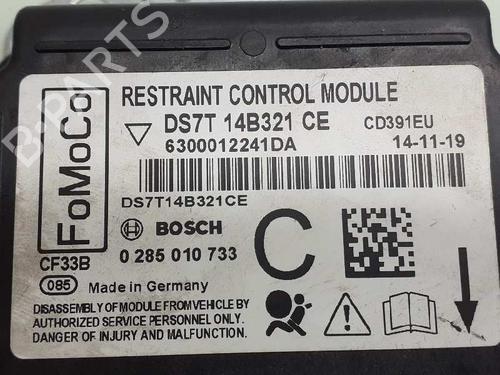 RESTRAINT CONTROL MODULE
DS7T 14B321 CE CD391EU
6300012241DA 14-11-19
FoMoCo
DS7T14B321CE
BOSCH
0 285 010 733
C
CF33B
085 Made in Germany
DISASSEMBLY OF MODULE FROM VEHICLE BY
AUTHORIZED SERVICE PERSONNEL ONLY.
DANGER OF INJURY AND MALFUNCTION.
B-PARTS